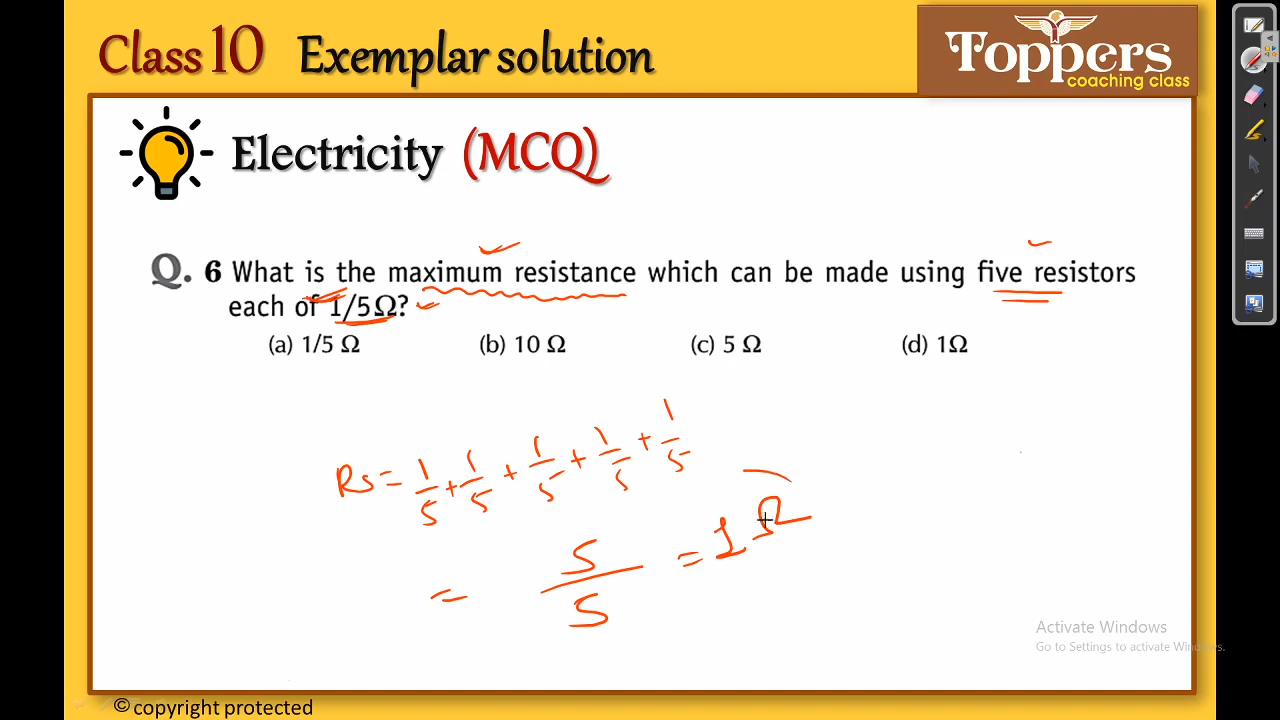 Class 10 Exemplar solution
Toppers
coaching class
Electricity (MCQ)
Q. 6 What is the maximum resistance which can be made using five resistors
each of 1/5Ω?
(a) 1/5 Ω (b) 10 Ω (c) 5 Ω (d) 1Ω
Rs = 1/5 + 1/5 + 1/5 + 1/5 + 1/5
= 5/5 = 1 Ω
Activate Windows
Go to Settings to activate Windows.
© copyright protected